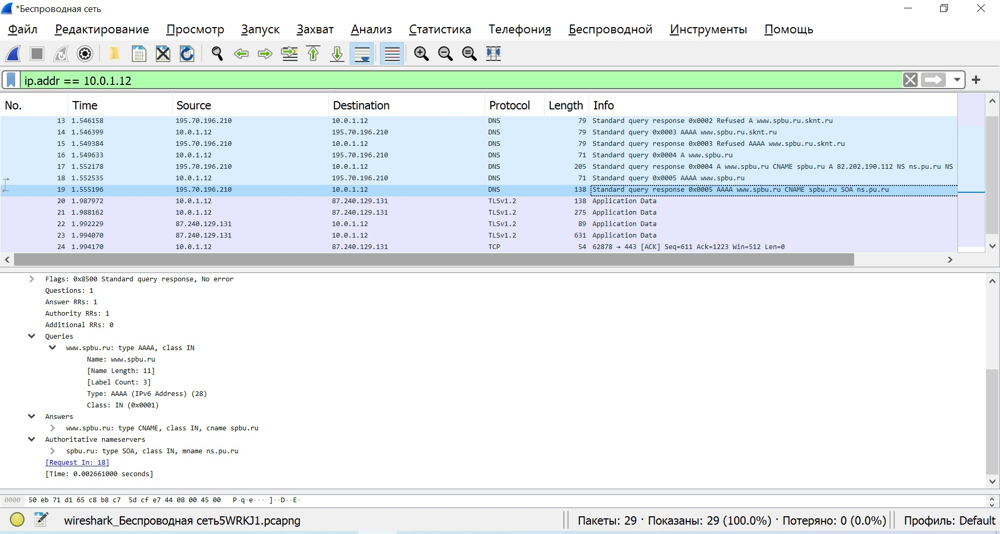 *Беспроводная сеть
Файл Редактирование Просмотр Запуск Захват Анализ Статистика Телефония Беспроводной Инструменты Помощь
ip.addr == 10.0.1.12
No. Time Source Destination Protocol Length Info
13 1.546158 195.70.196.210 10.0.1.12 DNS 79 Standard query response 0x0002 Refused A www.spbu.ru.sknt.ru
14 1.546399 10.0.1.12 195.70.196.210 DNS 79 Standard query 0x0003 AAAA www.spbu.ru.sknt.ru
15 1.549384 195.70.196.210 10.0.1.12 DNS 79 Standard query response 0x0003 Refused AAAA www.spbu.ru.sknt.ru
16 1.549633 10.0.1.12 195.70.196.210 DNS 71 Standard query 0x0004 A www.spbu.ru
17 1.552178 195.70.196.210 10.0.1.12 DNS 205 Standard query response 0x0004 A www.spbu.ru CNAME spbu.ru A 82.202.190.112 NS ns.pu.ru NS
18 1.552535 10.0.1.12 195.70.196.210 DNS 71 Standard query 0x0005 AAAA www.spbu.ru
19 1.555196 195.70.196.210 10.0.1.12 DNS 138 Standard query response 0x0005 AAAA www.spbu.ru CNAME spbu.ru SOA ns.pu.ru
20 1.987972 10.0.1.12 87.240.129.131 TLSv1.2 138 Application Data
21 1.988162 10.0.1.12 87.240.129.131 TLSv1.2 275 Application Data
22 1.992229 87.240.129.131 10.0.1.12 TLSv1.2 89 Application Data
23 1.994070 87.240.129.131 10.0.1.12 TLSv1.2 631 Application Data
24 1.994170 10.0.1.12 87.240.129.131 TCP 54 62878 → 443 [ACK] Seq=611 Ack=1223 Win=512 Len=0
Flags: 0x8500 Standard query response, No error
Questions: 1
Answer RRs: 1
Authority RRs: 1
Additional RRs: 0
Queries
www.spbu.ru: type AAAA, class IN
Name: www.spbu.ru
[Name Length: 11]
[Label Count: 3]
Type: AAAA (IPv6 Address) (28)
Class: IN (0x0001)
Answers
www.spbu.ru: type CNAME, class IN, cname spbu.ru
Authoritative nameservers
spbu.ru: type SOA, class IN, mname ns.pu.ru
[Request In: 18]
[Time: 0.002661000 seconds]
0000 50 eb 71 d1 65 c8 b8 c7 5d cf e7 44 08 00 45 00 P·q·e··· ]··D··E·
wireshark_Беспроводная сеть5WRKJ1.pcapng
Пакеты: 29 · Показаны: 29 (100.0%) · Потеряно: 0 (0.0%)
Профиль: Default